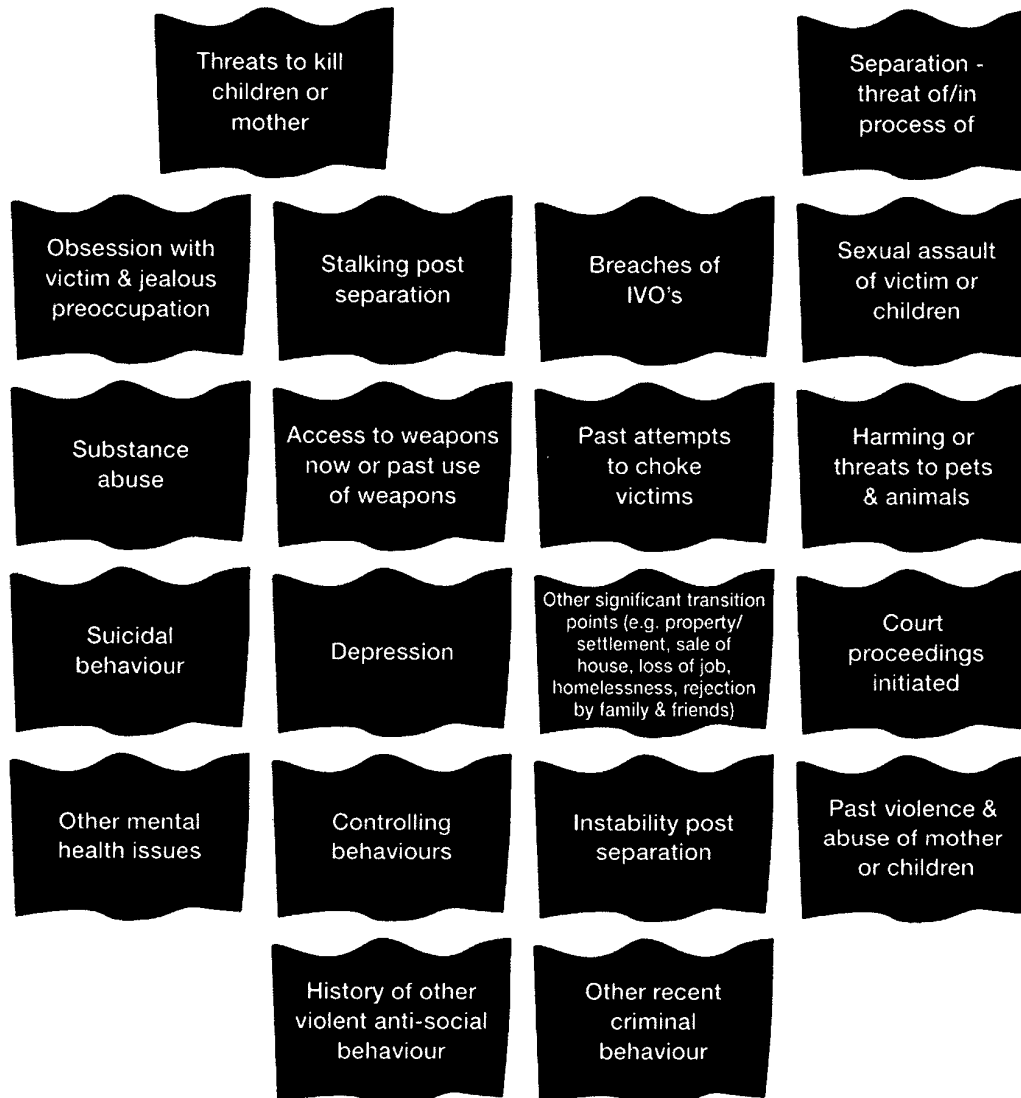 Threats to kill
children or
mother
Separation -
threat of/in
process of
Obsession with
victim & jealous
preoccupation
Stalking post
separation
Breaches of
IVO's
Sexual assault
of victim or
children
Substance
abuse
Access to weapons
now or past use
of weapons
Past attempts
to choke
victims
Harming or
threats to pets
& animals
Suicidal
behaviour
Depression
Other significant transition
points (e.g. property/
settlement, sale of
house, loss of job,
homelessness, rejection
by family & friends)
Court
proceedings
initiated
Other mental
health issues
Controlling
behaviours
Instability post
separation
Past violence &
abuse of mother
or children
History of other
violent anti-social
behaviour
Other recent
criminal
behaviour